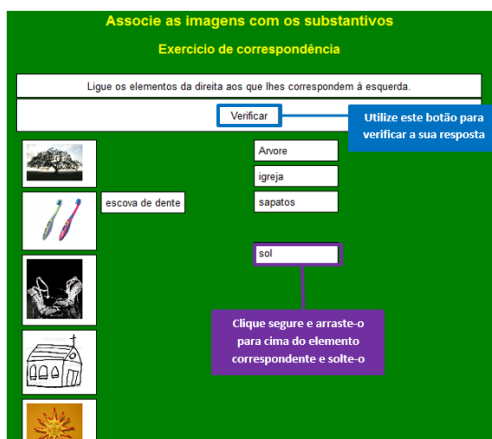 Associe as imagens com os substantivos
Exercício de correspondência
Ligue os elementos da direita aos que lhes correspondem à esquerda.
Verificar
Utilize este botão para
verificar a sua resposta
Arvore
igreja
escova de dente
sapatos
sol
Clique segure e arraste-o
para cima do elemento
correspondente e solte-o